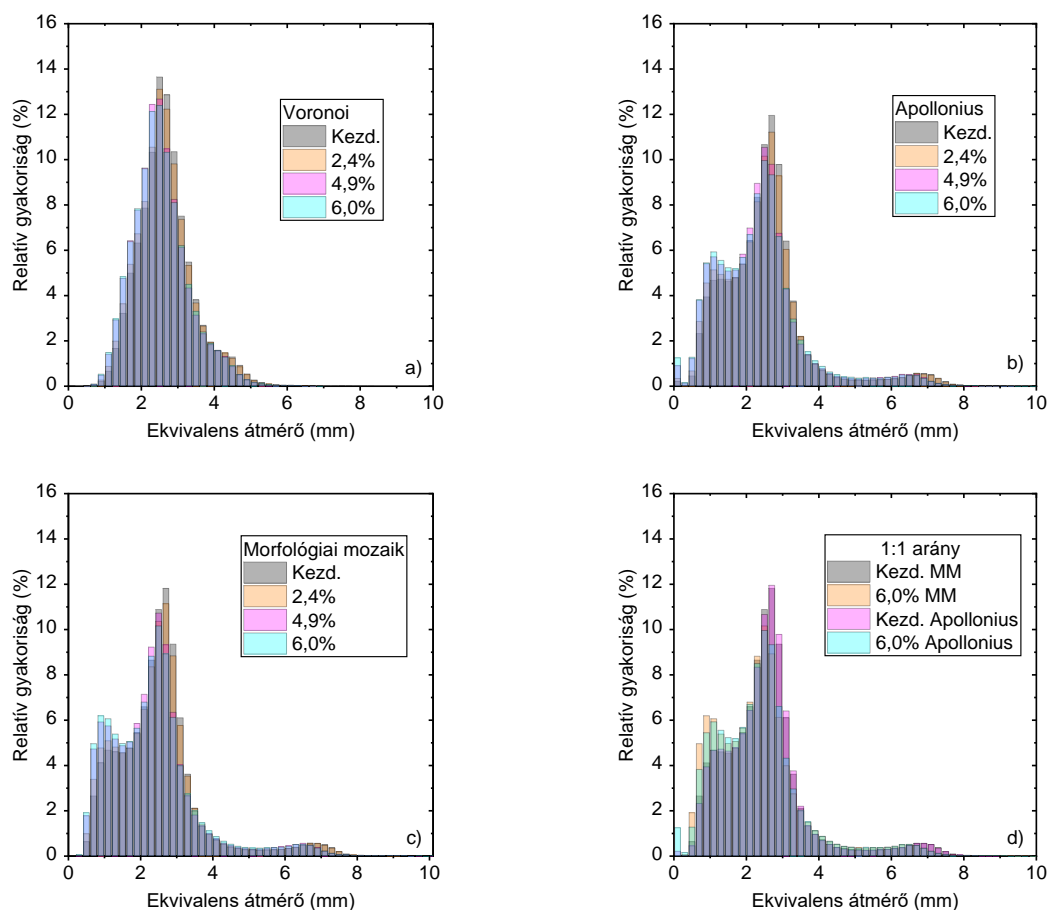 16
14
12
10
8
6
4
2
0
Relatív gyakoriság (%)
Voronoi
Kezd.
2,4%
4,9%
6,0%
a)
0 2 4 6 8 10
Ekvivalens átmérő (mm)
16
14
12
10
8
6
4
2
0
Relatív gyakoriság (%)
Apollonius
Kezd.
2,4%
4,9%
6,0%
b)
0 2 4 6 8 10
Ekvivalens átmérő (mm)
16
14
12
10
8
6
4
2
0
Relatív gyakoriság (%)
Morfológiai mozaik
Kezd.
2,4%
4,9%
6,0%
c)
0 2 4 6 8 10
Ekvivalens átmérő (mm)
16
14
12
10
8
6
4
2
0
Relatív gyakoriság (%)
1:1 arány
Kezd. MM
6,0% MM
Kezd. Apollonius
6,0% Apollonius
d)
0 2 4 6 8 10
Ekvivalens átmérő (mm)